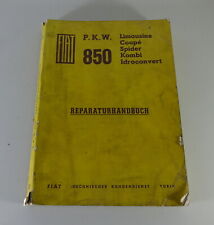 FIAT
P.K.W.
850
Limousine
Coupé
Spider
Kombi
Idroconvert
REPARATURHANDBUCH
FIAT TECHNISCHER KUNDENDIENST TURIN